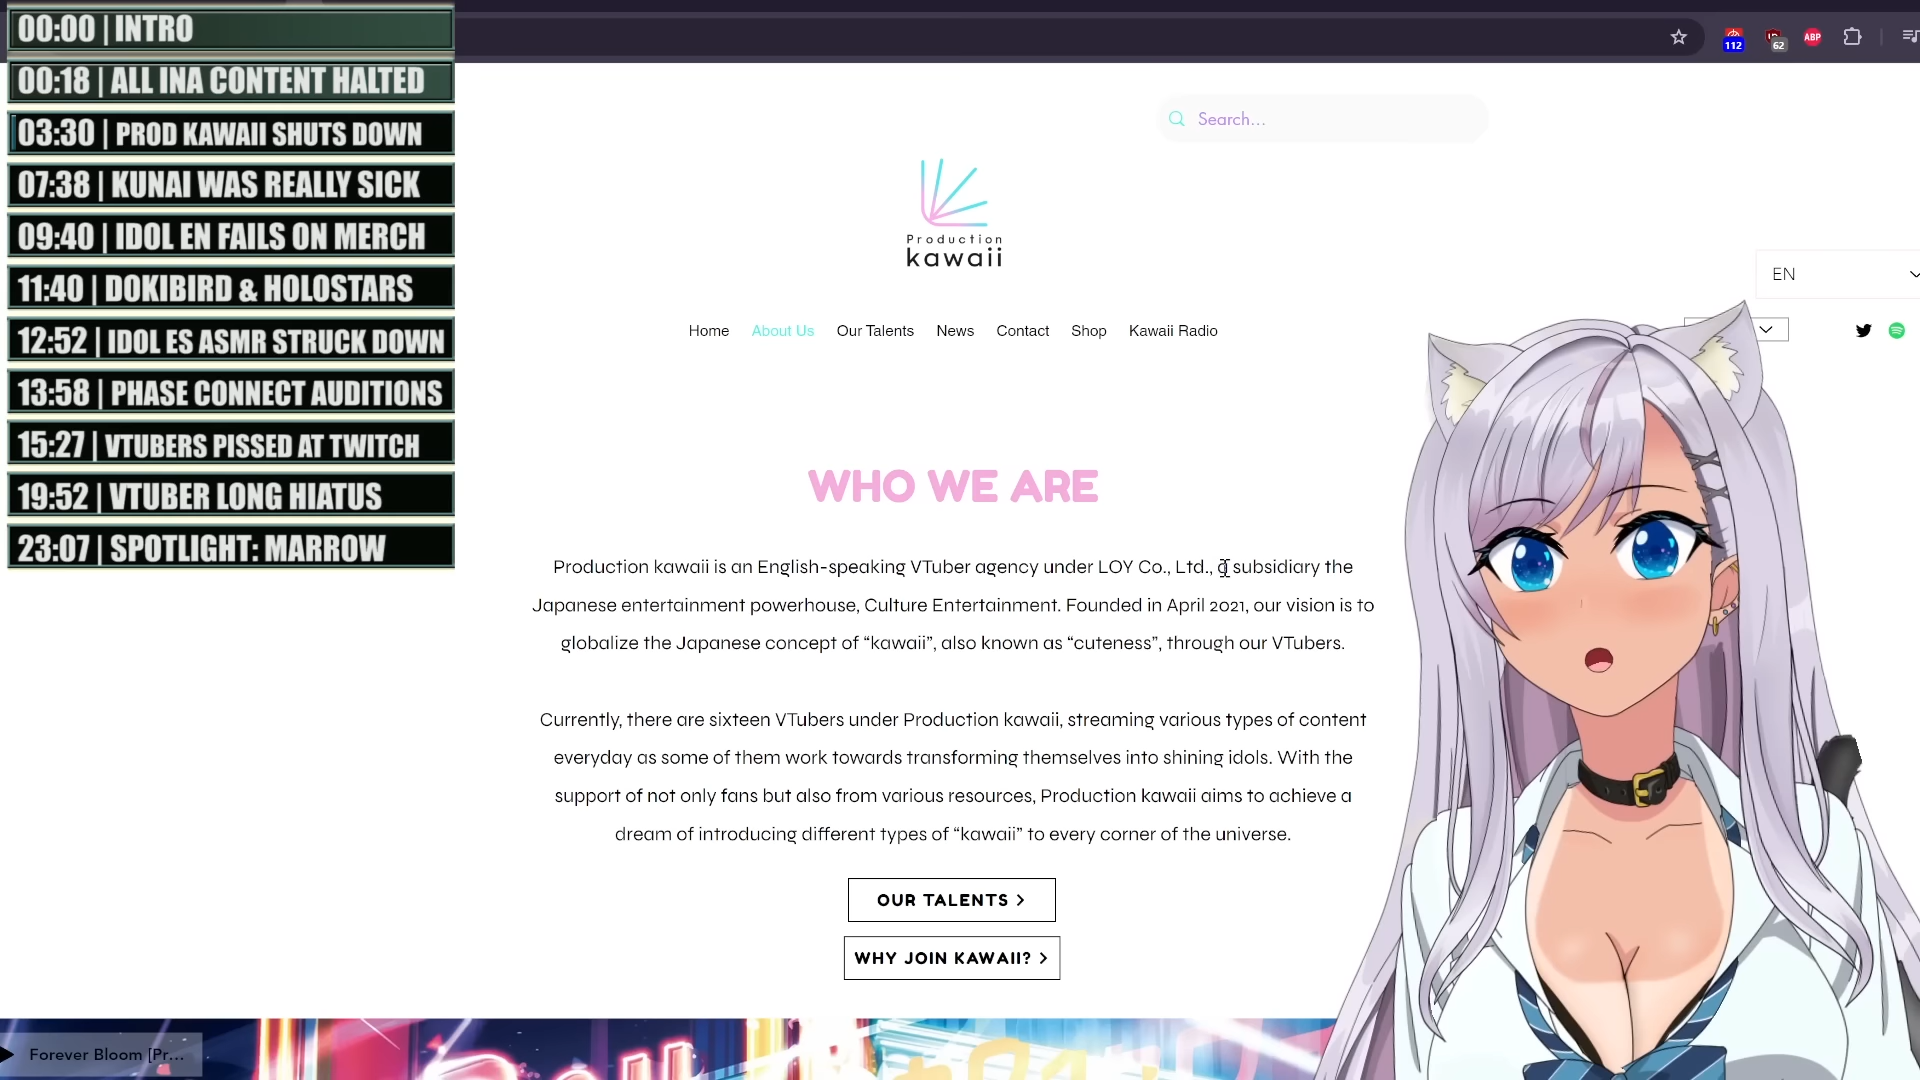 00:00 | INTRO
00:18 | ALL INA CONTENT HALTED
03:30 | PROD KAWAII SHUTS DOWN
07:38 | KUNAI WAS REALLY SICK
09:40 | IDOL EN FAILS ON MERCH
11:40 | DOKIBIRD & HOLOSTARS
12:52 | IDOL ES ASMR STRUCK DOWN
13:58 | PHASE CONNECT AUDITIONS
15:27 | VTUBERS PISSED AT TWITCH
19:52 | VTUBER LONG HIATUS
23:07 | SPOTLIGHT: MARROW
112
62
ABP
Search...
Production
kawaii
EN
Home About Us Our Talents News Contact Shop Kawaii Radio
WHO WE ARE
Production kawaii is an English-speaking VTuber agency under LOY Co., Ltd., a subsidiary the
Japanese entertainment powerhouse, Culture Entertainment. Founded in April 2021, our vision is to
globalize the Japanese concept of “kawaii”, also known as “cuteness”, through our VTubers.
Currently, there are sixteen VTubers under Production kawaii, streaming various types of content
everyday as some of them work towards transforming themselves into shining idols. With the
support of not only fans but also from various resources, Production kawaii aims to achieve a
dream of introducing different types of “kawaii” to every corner of the universe.
OUR TALENTS >
WHY JOIN KAWAII? >
Forever Bloom [Pr...